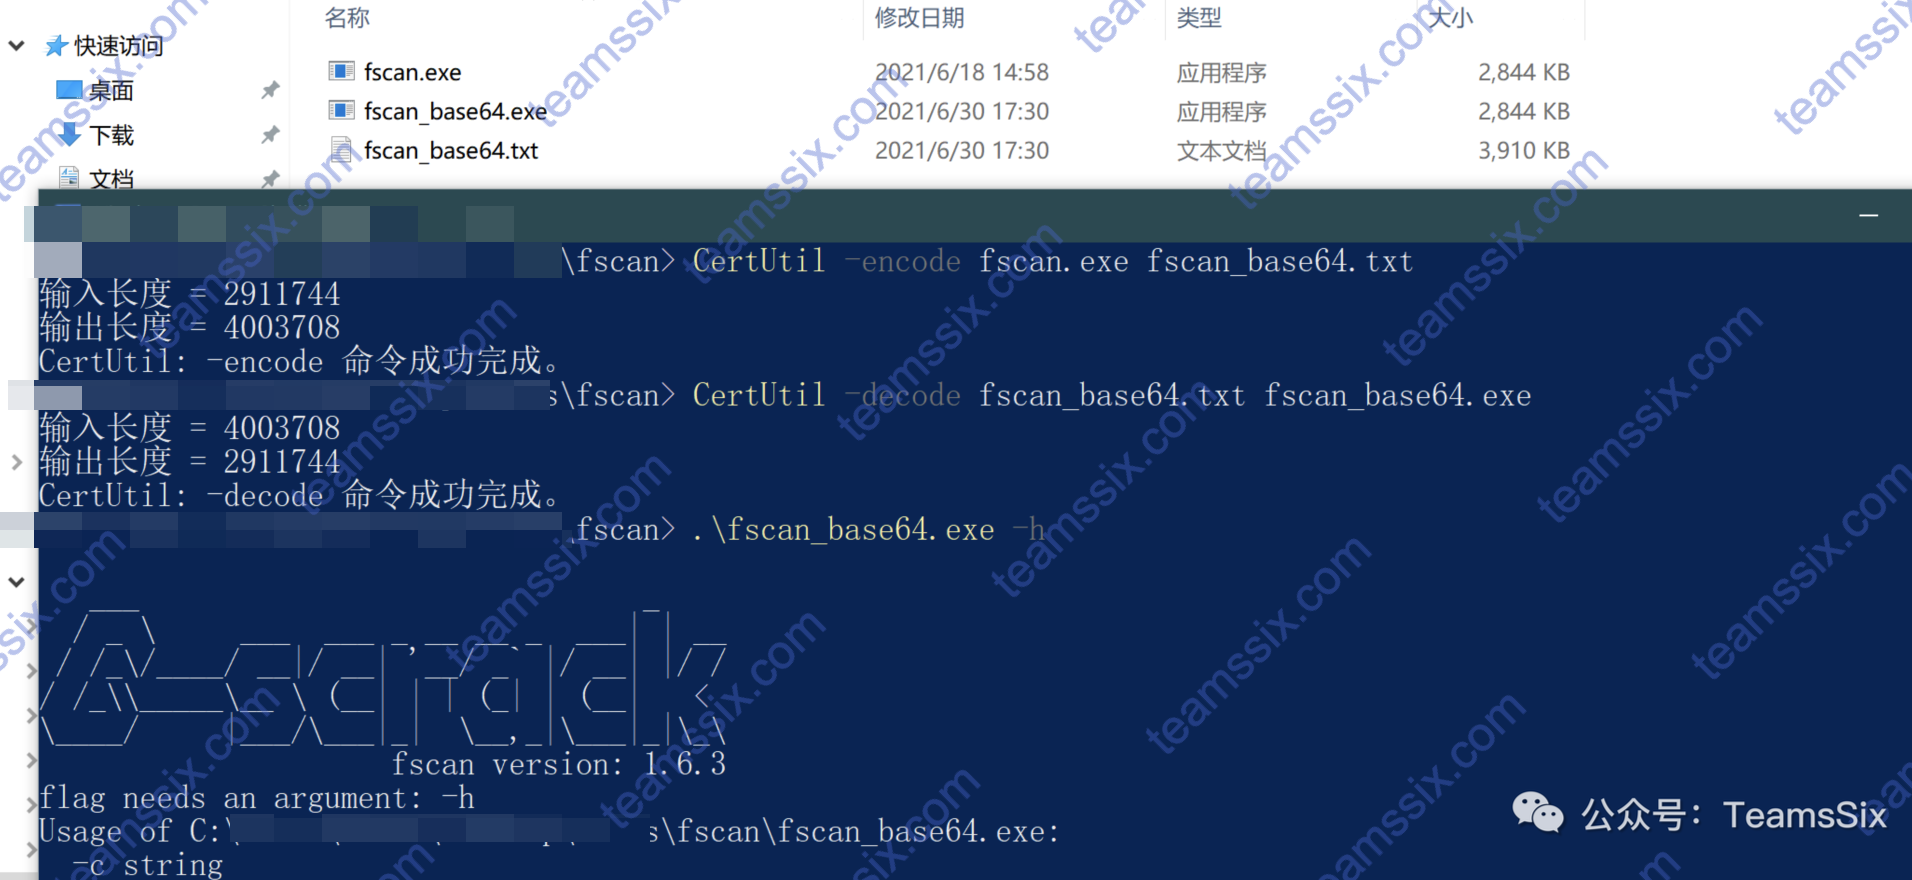 名称 修改日期 类型 大小
快速访问
桌面
下载
文档
fscan.exe 2021/6/18 14:58 应用程序 2,844 KB
fscan_base64.exe 2021/6/30 17:30 应用程序 2,844 KB
fscan_base64.txt 2021/6/30 17:30 文本文档 3,910 KB
\fscan> CertUtil -encode fscan.exe fscan_base64.txt
输入长度 = 2911744
输出长度 = 4003708
CertUtil: -encode 命令成功完成。
s\fscan> CertUtil -decode fscan_base64.txt fscan_base64.exe
输入长度 = 4003708
输出长度 = 2911744
CertUtil: -decode 命令成功完成。
\fscan> .\fscan_base64.exe -h
fscan version: 1.6.3
flag needs an argument: -h
Usage of C:\ s\fscan\fscan_base64.exe:
-c string
公众号：TeamsSix
teamssix.com